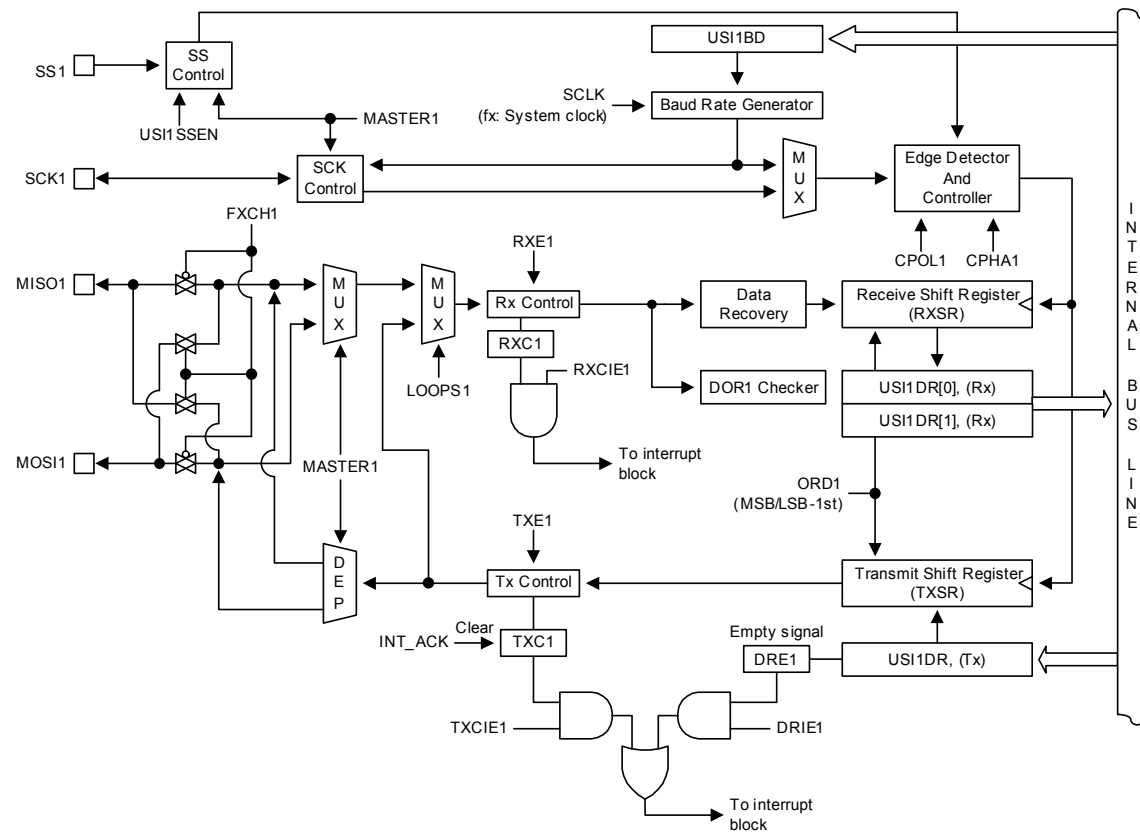 SS1
SS
Control
USI1SSEN
MASTER1
USI1BD
SCLK
(fx: System clock)
Baud Rate Generator
SCK1
SCK
Control
M
U
X
Edge Detector
And
Controller
CPOL1
CPHA1
FXCH1
MISO1
M
U
X
M
U
X
LOOPS1
RXE1
Rx Control
RXC1
RXCIE1
To interrupt
block
Data
Recovery
DOR1 Checker
Receive Shift Register
(RXSR)
USI1DR[0], (Rx)
USI1DR[1], (Rx)
MOSI1
MASTER1
ORD1
(MSB/LSB-1st)
D
E
P
TXE1
Tx Control
Transmit Shift Register
(TXSR)
INT_ACK
Clear
TXC1
Empty signal
DRE1
USI1DR, (Tx)
TXCIE1
DRIE1
To interrupt
block
I
N
T
E
R
N
A
L
B
U
S
L
I
N
E